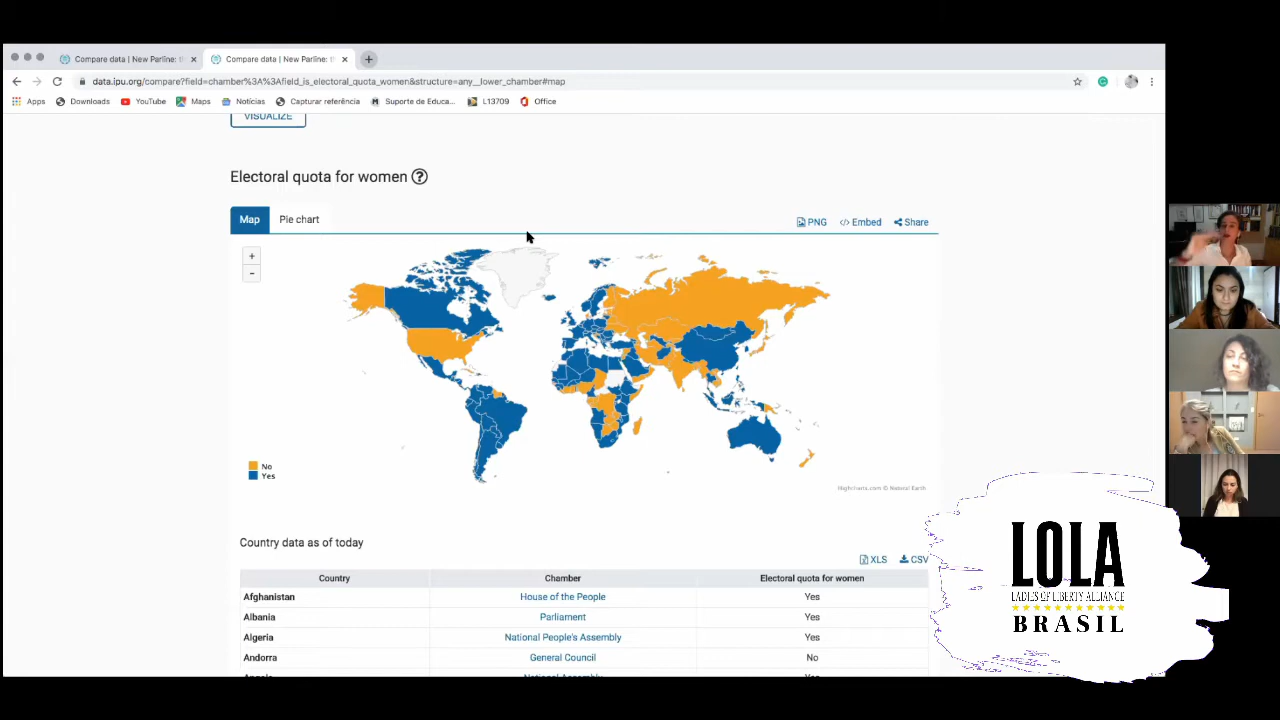 Compare data | New Parline: t
Compare data | New Parline: th
data.ipu.org/compare?field=chamber%3A%3Afield_is_electoral_quota_women&structure=any__lower_chamber#map
Apps
Downloads
YouTube
Maps
Notícias
Capturar referência
Suporte de Educa...
L13709
Office
VISUALIZE
Electoral quota for women ?
Map
Pie chart
PNG
</> Embed
Share
+
-
No
Yes
Highcharts.com © Natural Earth
Country data as of today
XLS
CSV
Country Chamber Electoral quota for women
Afghanistan House of the People Yes
Albania Parliament Yes
Algeria National People's Assembly Yes
Andorra General Council No
Angola National Assembly Yes
LOLA
LADIES OF LIBERTY ALLIANCE
BRASIL